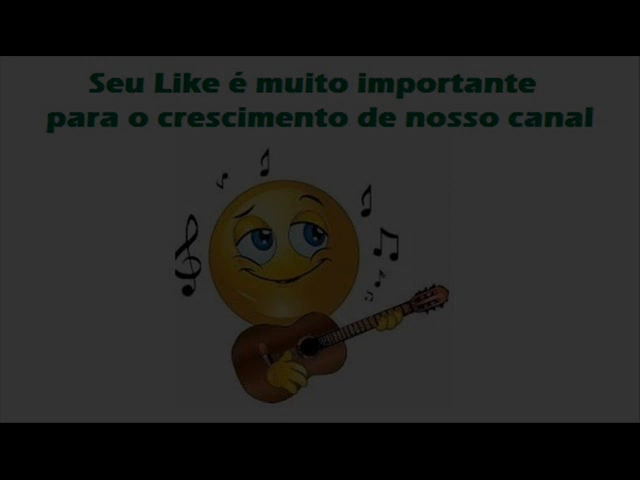 Seu Like é muito importante
para o crescimento de nosso canal